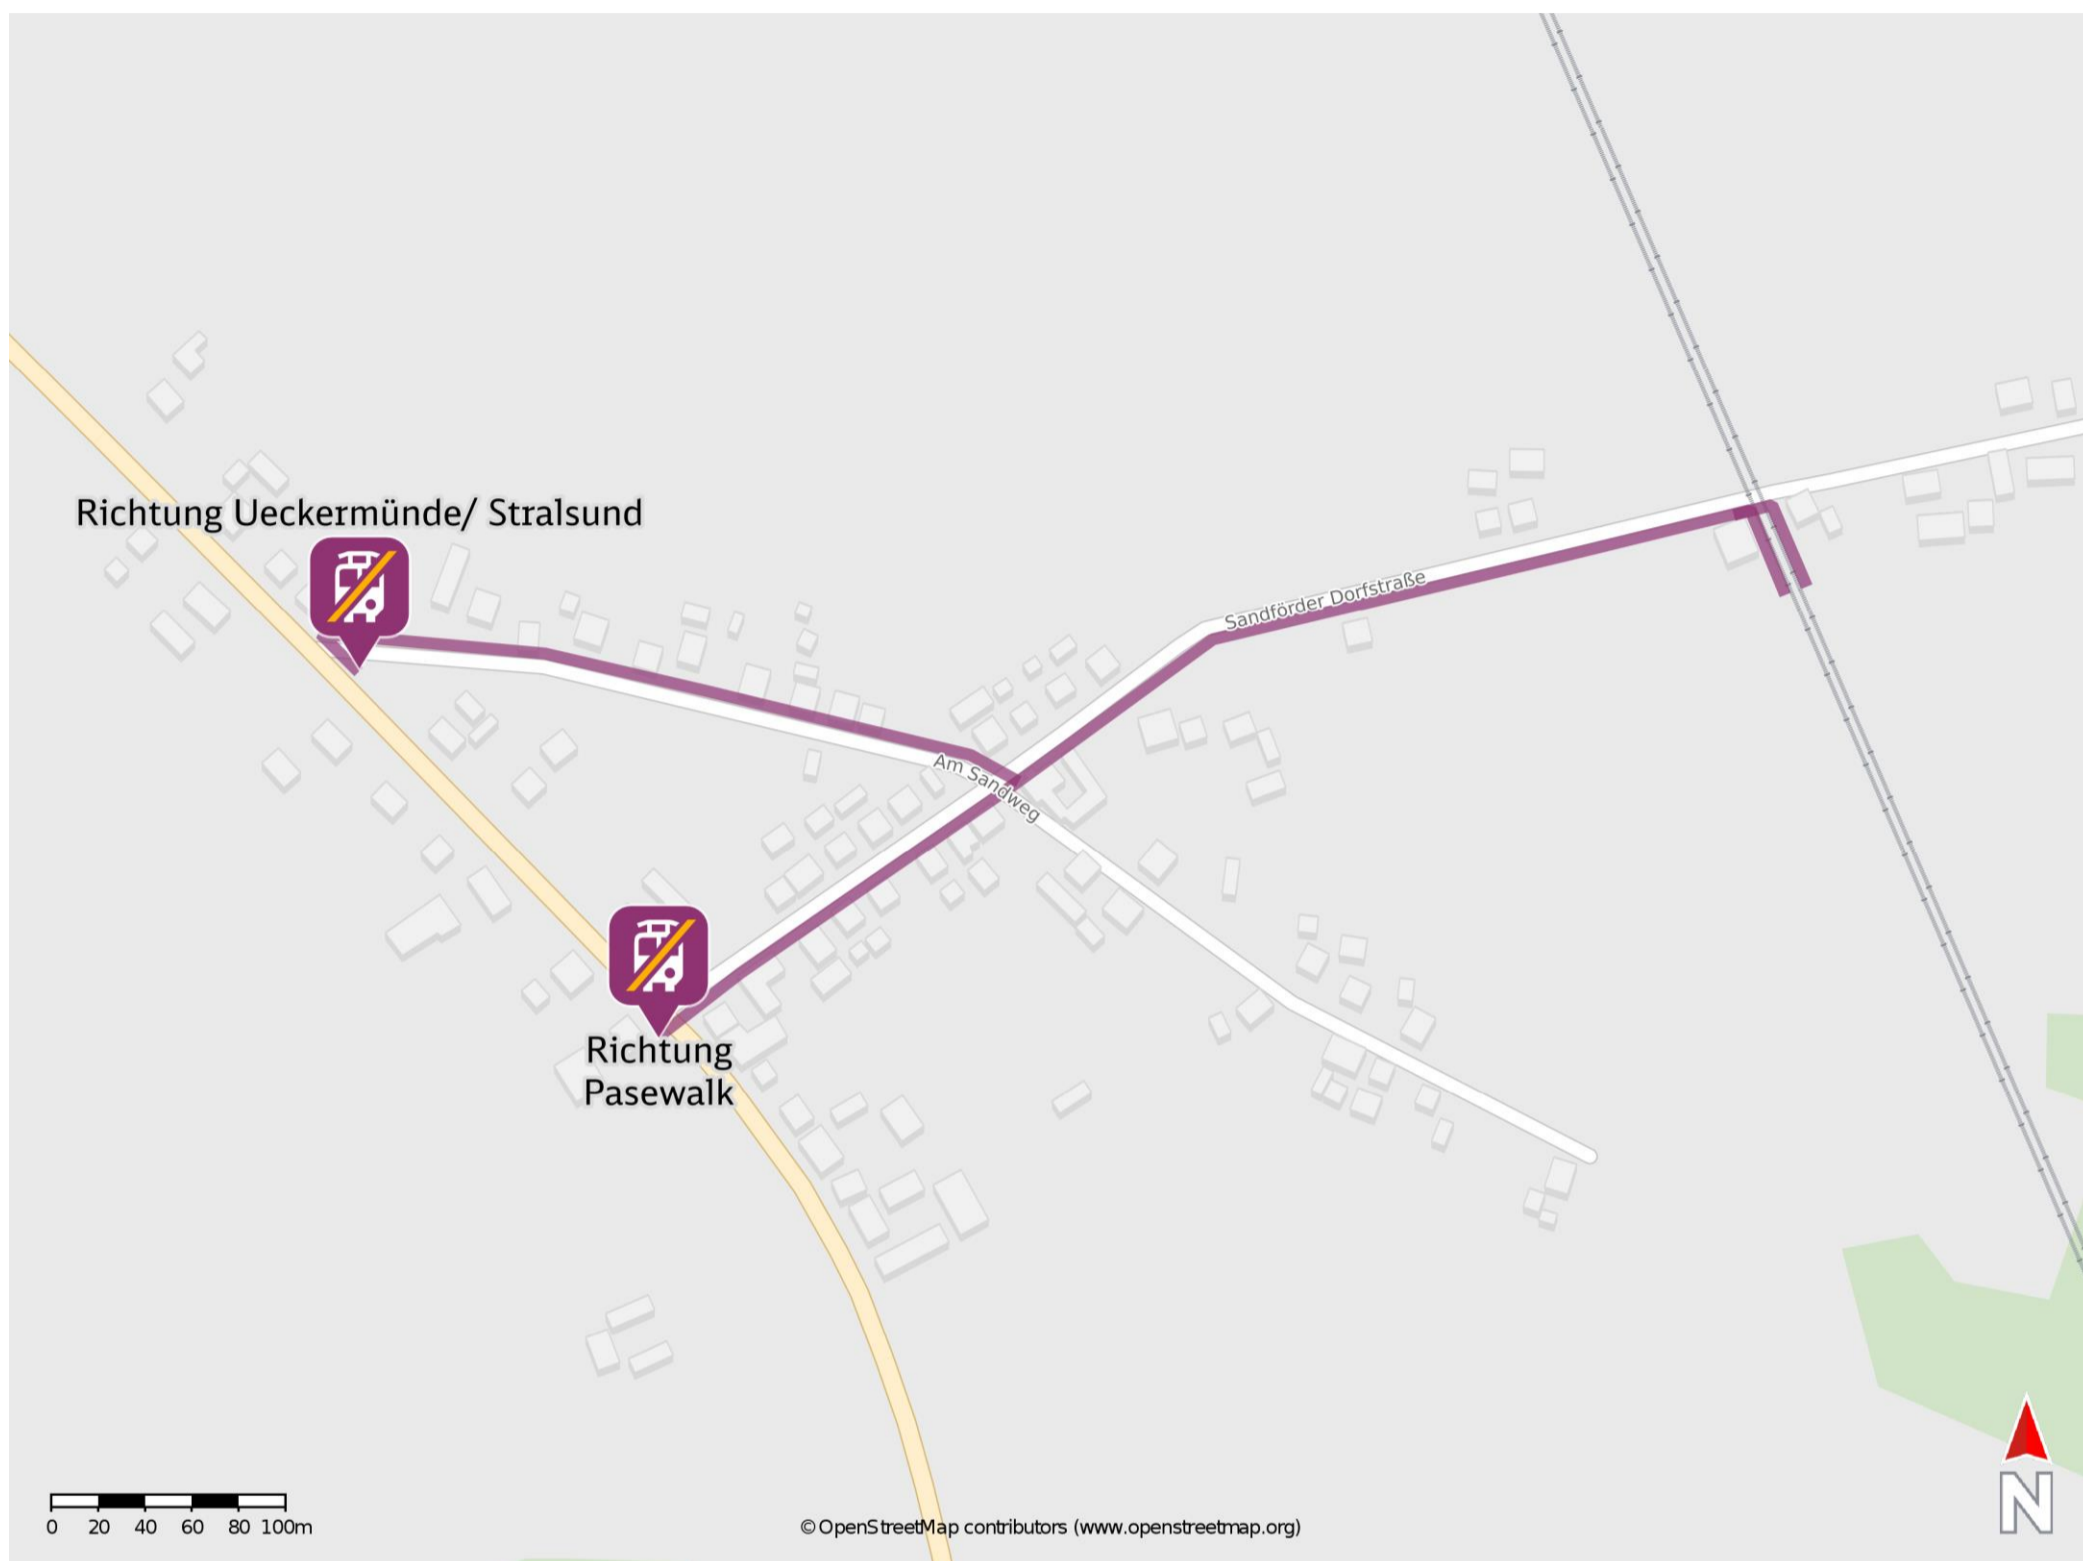 Richtung Ueckermünde/ Stralsund
Sandförder Dorfstraße
Am Sandweg
Richtung
Pasewalk
0 20 40 60 80 100m
© OpenStreetMap contributors (www.openstreetmap.org)
N